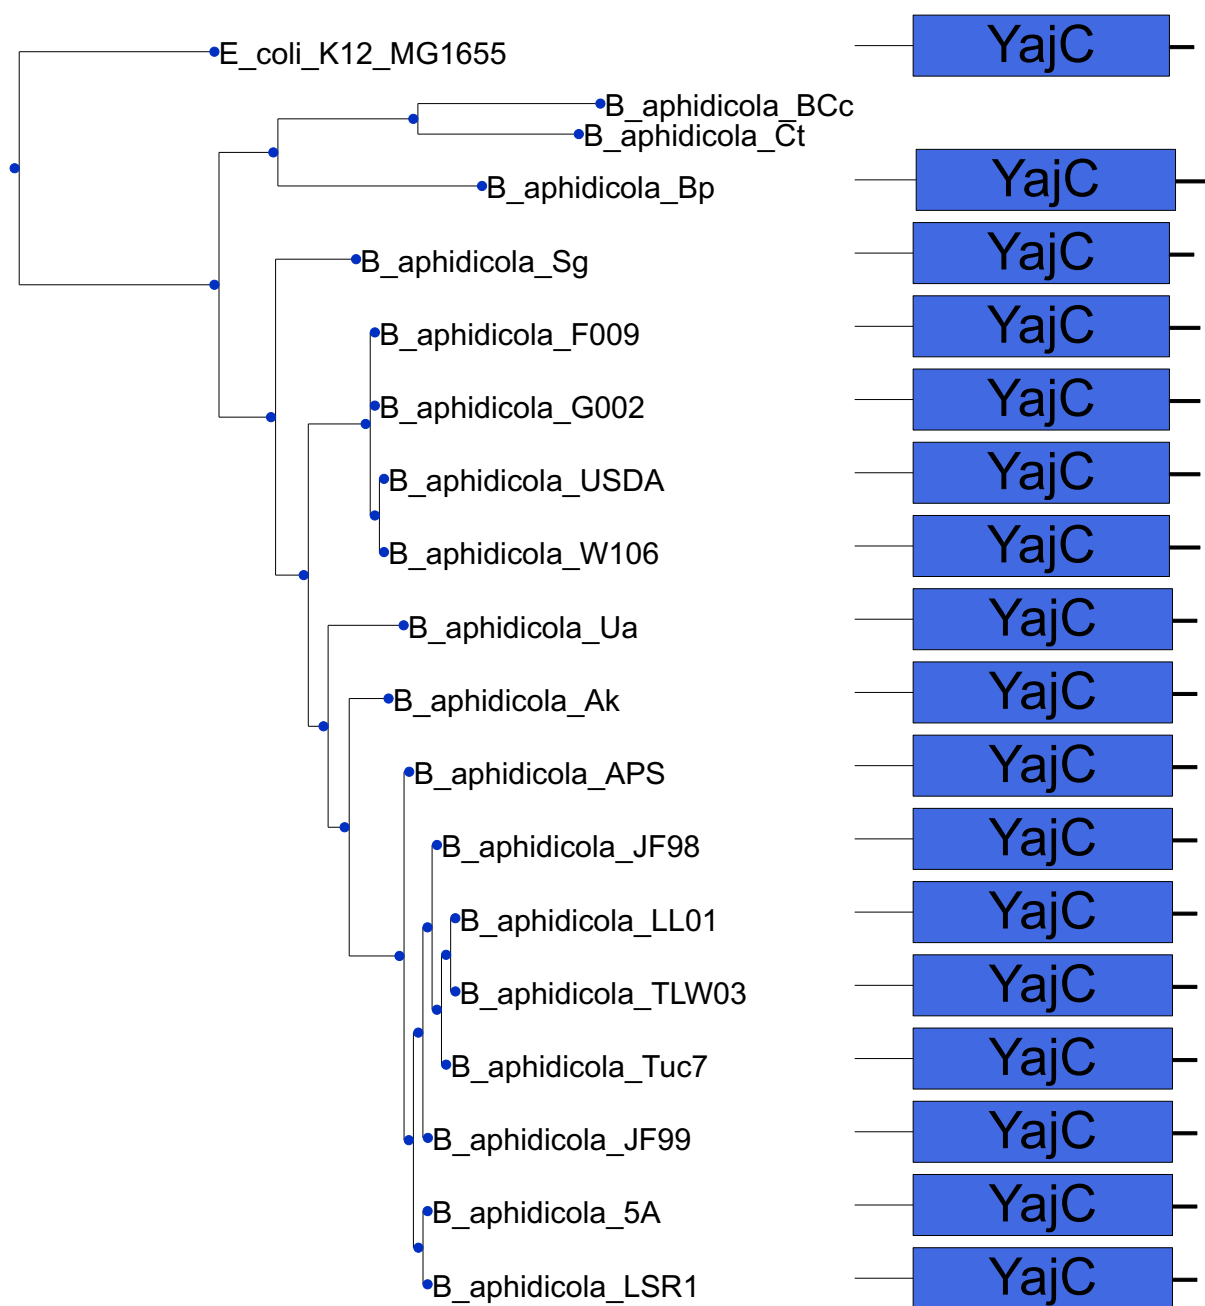 E_coli_K12_MG1655 YajC
B_aphidicola_BCc
B_aphidicola_Ct
B_aphidicola_Bp YajC
B_aphidicola_Sg YajC
B_aphidicola_F009 YajC
B_aphidicola_G002 YajC
B_aphidicola_USDA YajC
B_aphidicola_W106 YajC
B_aphidicola_Ua YajC
B_aphidicola_Ak YajC
B_aphidicola_APS YajC
B_aphidicola_JF98 YajC
B_aphidicola_LL01 YajC
B_aphidicola_TLW03 YajC
B_aphidicola_Tuc7 YajC
B_aphidicola_JF99 YajC
B_aphidicola_5A YajC
B_aphidicola_LSR1 YajC